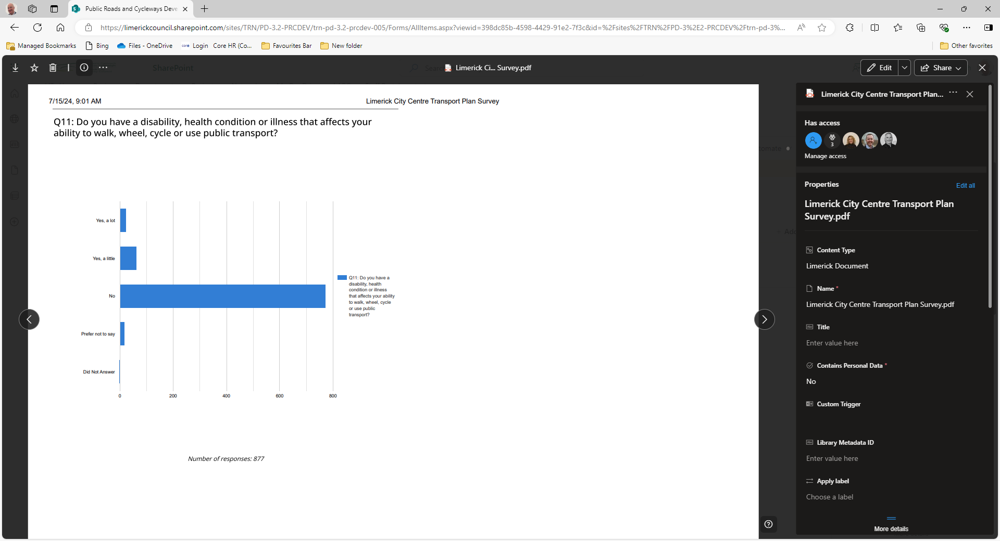 Public Roads and Cycleways Deve
https://limerickcouncil.sharepoint.com/sites/TRN/PD-3.2-PRCDEV/trn-pd-3.2-prcdev-005/Forms/AllItems.aspx?viewid=398dc85b-4598-4429-91e2-7f3c&id=%2Fsites%2FTRN%2FPD-3%2E2-PRCDEV%2Ftrn-pd-3%...
Managed Bookmarks Bing Files - OneDrive core Login Core HR (Co... Favourites Bar New folder Other favorites
SharePoint Search Limerick Ci... Survey.pdf Edit Share
7/15/24, 9:01 AM Limerick City Centre Transport Plan Survey
Q11: Do you have a disability, health condition or illness that affects your
ability to walk, wheel, cycle or use public transport?
Yes, a lot
Yes, a little
No
Prefer not to say
Did Not Answer
0 200 400 600 800
Q11: Do you have a
disability, health
condition or illness
that affects your ability
to walk, wheel, cycle
or use public
transport?
Number of responses: 877
tomate
Add
Limerick City Centre Transport Plan...
Has access
3
Manage access
Properties Edit all
Limerick City Centre Transport Plan
Survey.pdf
Content Type
Limerick Document
Name *
Limerick City Centre Transport Plan Survey.pdf
Abc Title
Enter value here
Contains Personal Data *
No
Custom Trigger
Abc Library Metadata ID
Enter value here
Apply label
Choose a label
More details